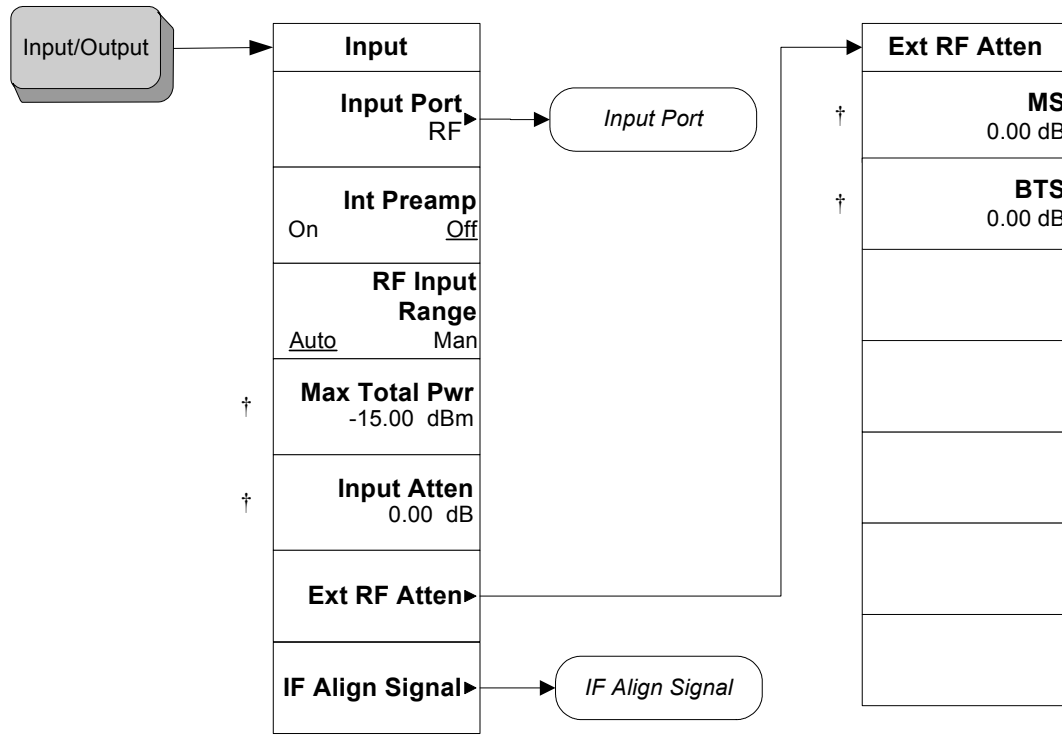 Input/Output
Input
Input Port
RF
Input Port
Int Preamp
On Off
RF Input
Range
Auto Man
† Max Total Pwr
-15.00 dBm
† Input Atten
0.00 dB
Ext RF Atten
IF Align Signal
IF Align Signal
Ext RF Atten
† MS
0.00 dB
† BTS
0.00 dB